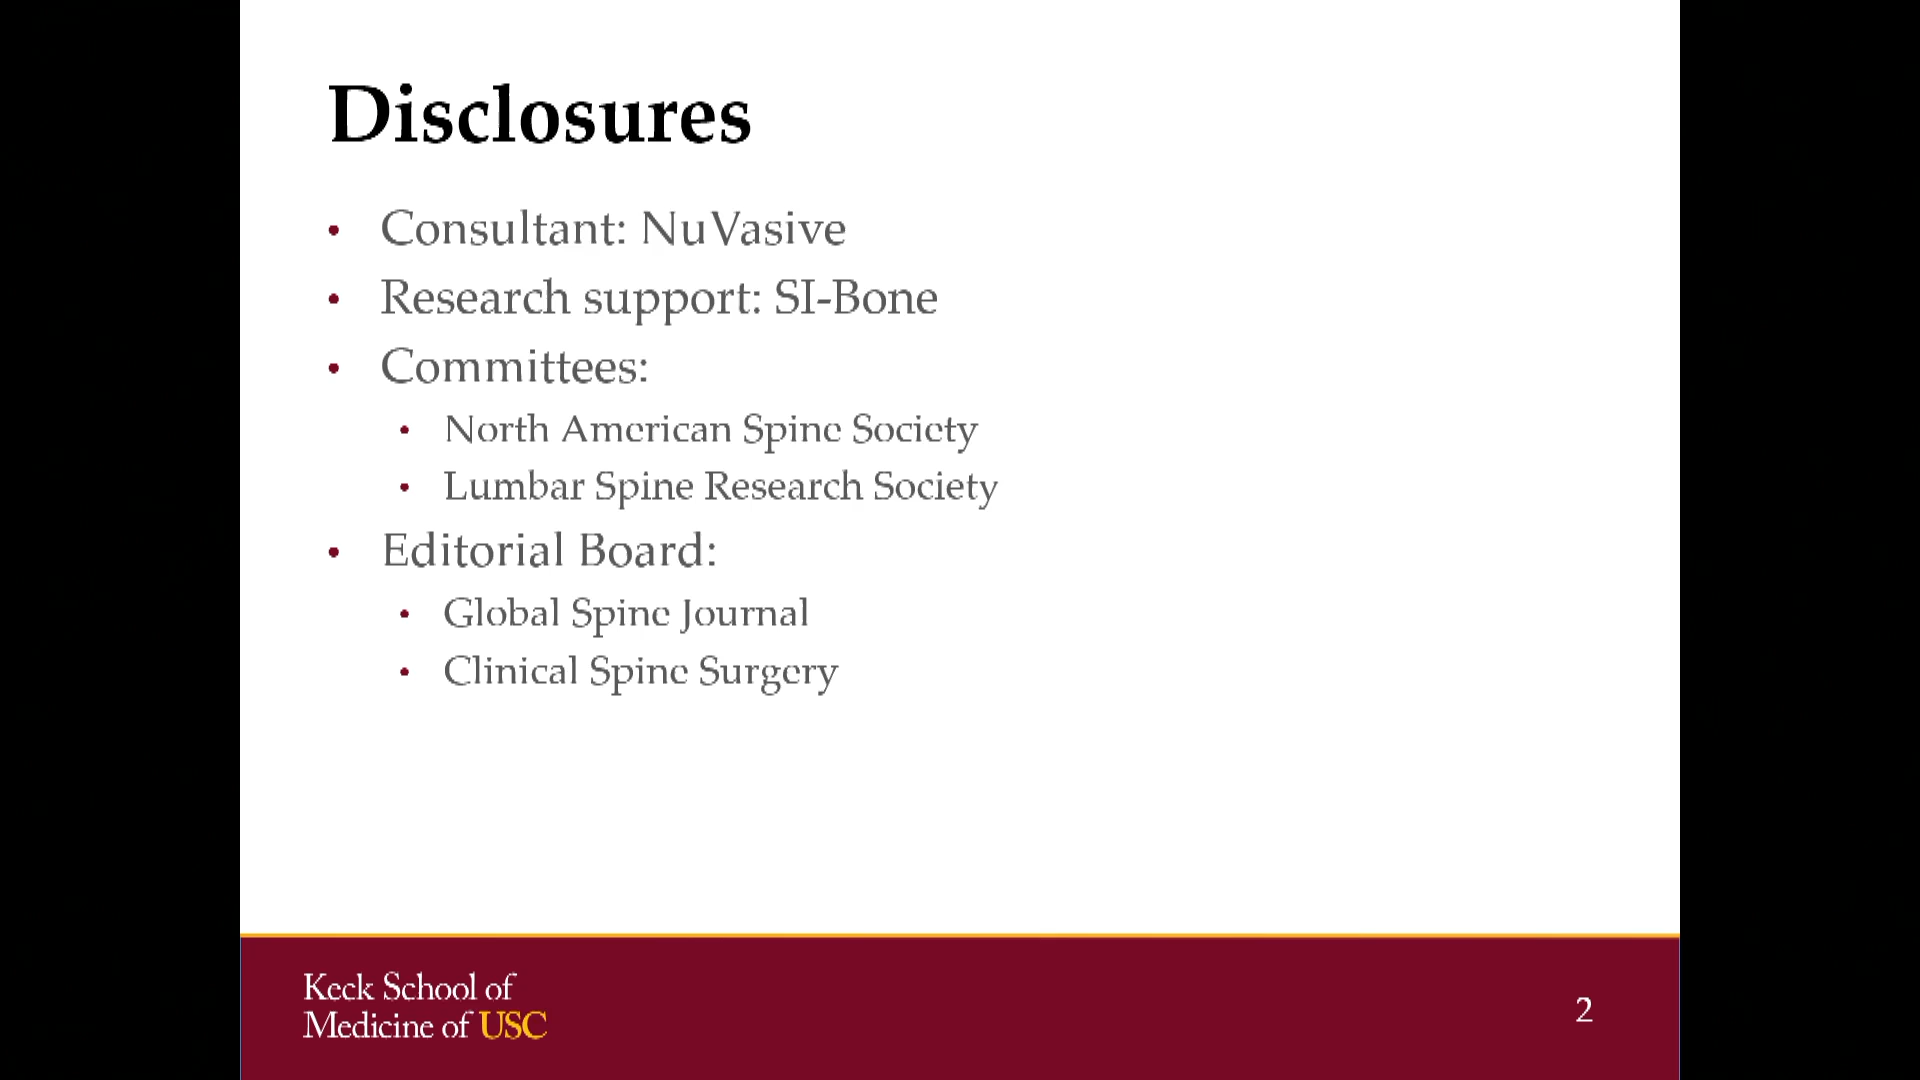 Disclosures
• Consultant: NuVasive
• Research support: SI-Bone
• Committees:
• North American Spine Society
• Lumbar Spine Research Society
• Editorial Board:
• Global Spine Journal
• Clinical Spine Surgery
Keck School of
Medicine of USC
2